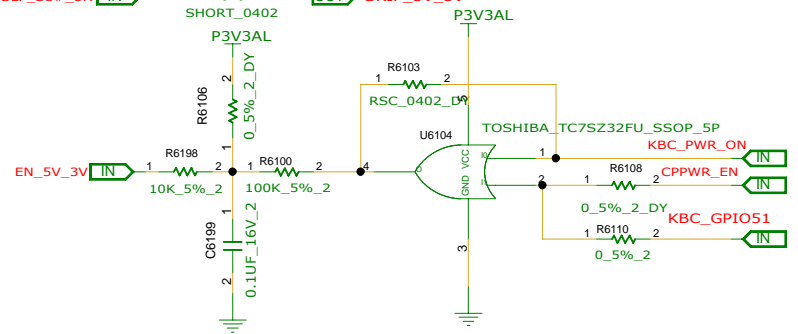 IN
SHORT_0402
P3V3AL
P3V3AL
1 R6103 2
RSC_0402_DY
5
R6106
2
1
0_5%_2_DY
U6104
TOSHIBA_TC7SZ32FU_SSOP_5P
KBC_PWR_ON
IN
EN_5V_3V IN
1 R6198 2
10K_5%_2
1 R6100 2
100K_5%_2
4
O
VCC
GND
I0
I
1
2
3
1 R6108 2
0_5%_2_DY
CPPWR_EN
IN
KBC_GPIO51
1 R6110 2
0_5%_2
IN
C6199
1
2
0.1UF_16V_2